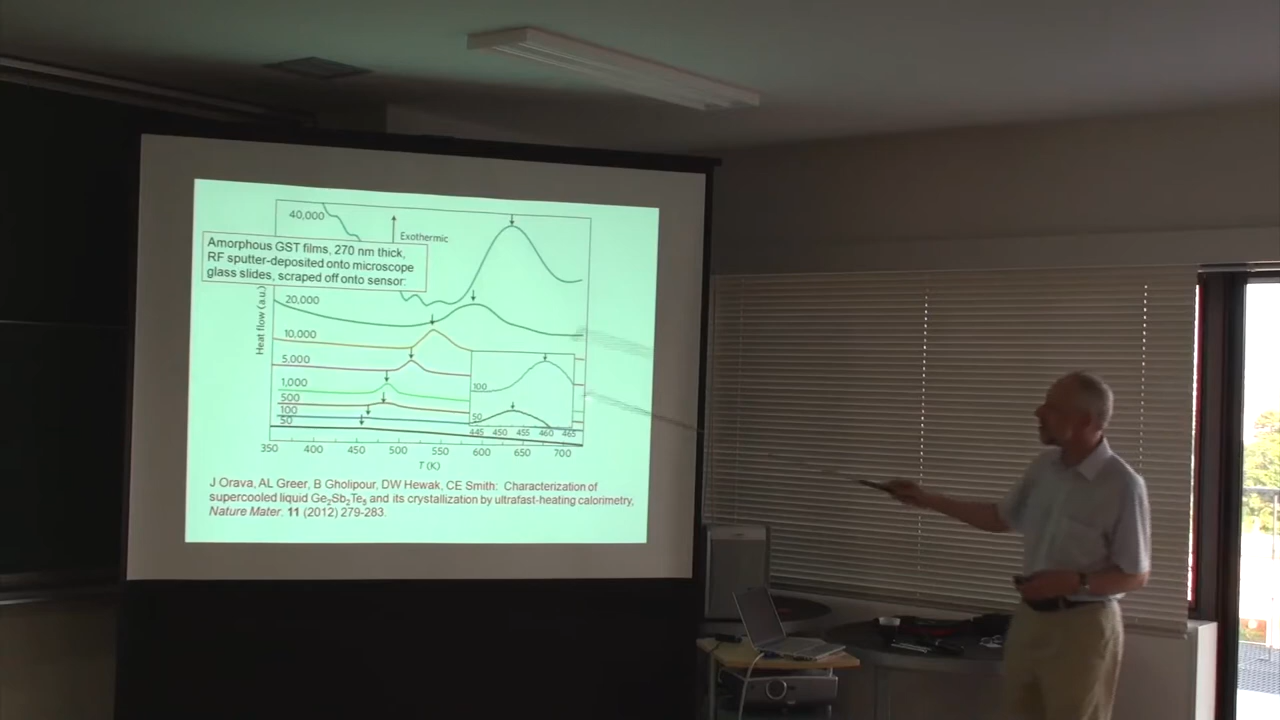 40,000
Exothermic
Amorphous GST films, 270 nm thick,
RF sputter-deposited onto microscope
glass slides, scraped off onto sensor:
Heat flow (a.u.)
20,000
10,000
5,000
1,000
500
100
50
100
50
445 450 455 460 465
350 400 450 500 550 600 650 700
T (K)
J Orava, AL Greer, B Gholipour, DW Hewak, CE Smith: Characterization of
supercooled liquid Ge2Sb2Te5 and its crystallization by ultrafast-heating calorimetry,
Nature Mater. 11 (2012) 279-283.